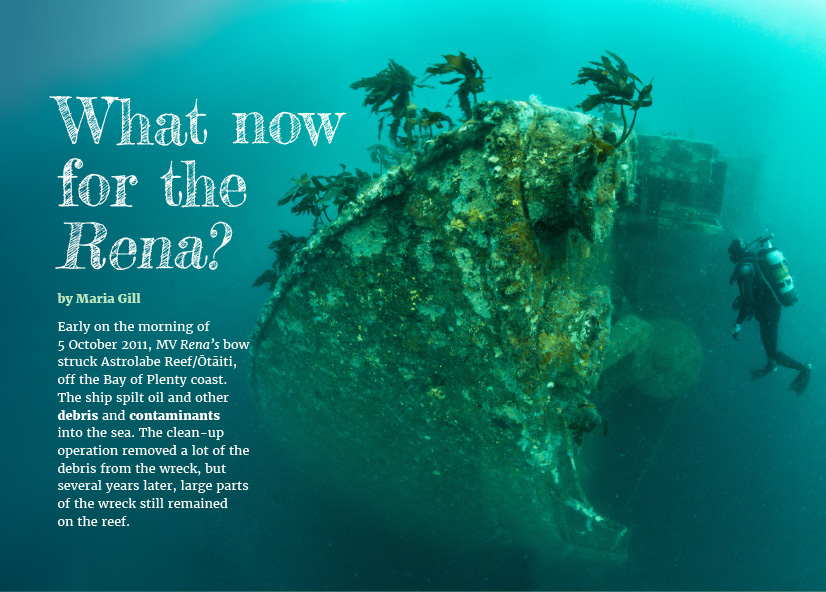 What now
for the
Rena?
by Maria Gill
Early on the morning of
5 October 2011, MV Rena's bow
struck Astrolabe Reef/Ōtāiti,
off the Bay of Plenty coast.
The ship spilt oil and other
debris and contaminants
into the sea. The clean-up
operation removed a lot of the
debris from the wreck, but
several years later, large parts
of the wreck still remained
on the reef.